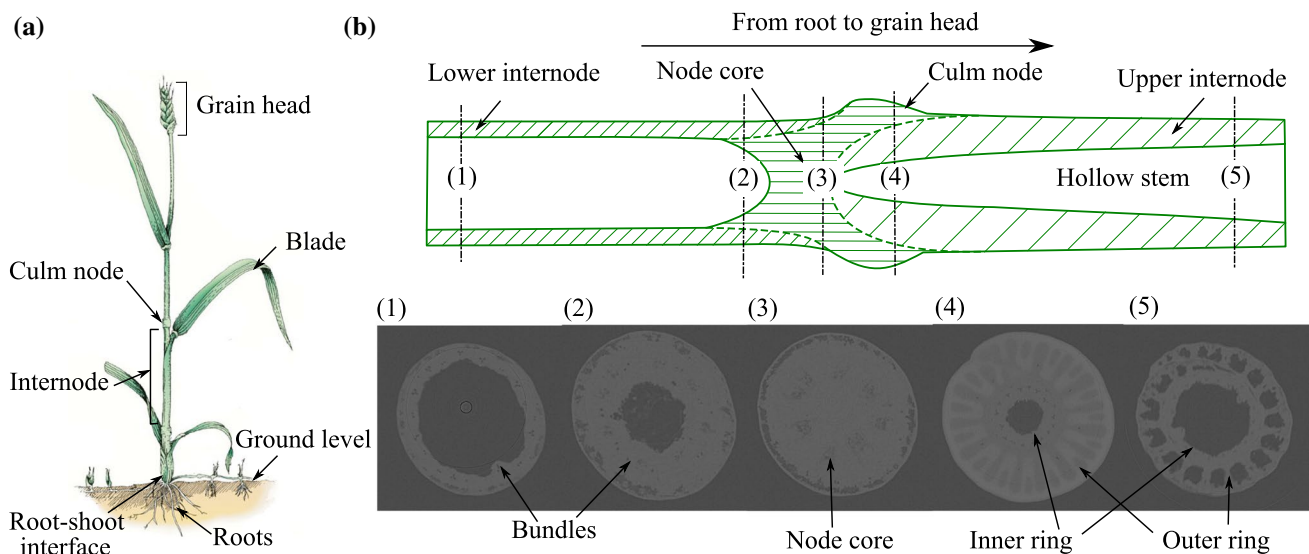 (a)
Grain head
Blade
Culm node
Internode
Ground level
Root-shoot
interface
Roots
(b)
From root to grain head
Lower internode
Node core
Culm node
Upper internode
(1)
(2)
(3)
(4)
Hollow stem
(5)
(1)
(2)
(3)
(4)
(5)
Bundles
Node core
Inner ring
Outer ring